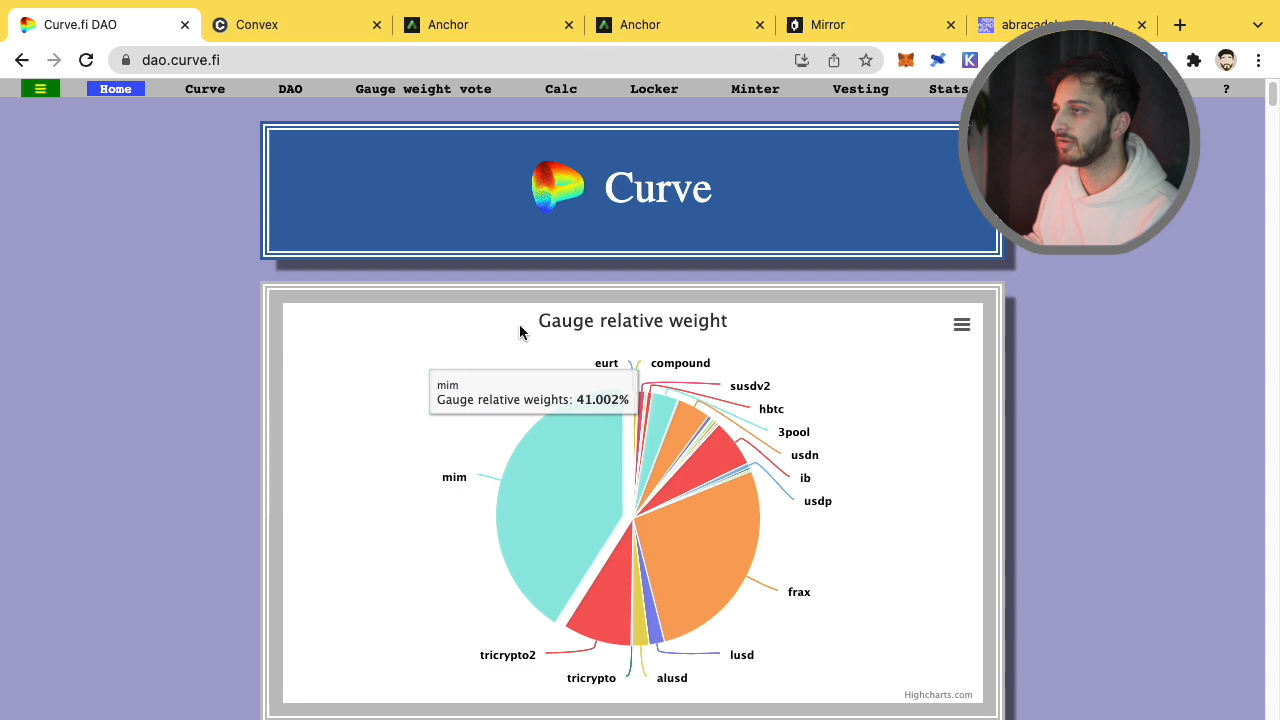 Curve.fi DAO
Convex
Anchor
Anchor
Mirror
dao.curve.fi
K
Home Curve DAO Gauge weight vote Calc Locker Minter Vesting Stats ?
Curve
Gauge relative weight
eurt
compound
mim
Gauge relative weights: 41.002%
susdv2
hbtc
3pool
usdn
mim
ib
usdp
frax
tricrypto2
lusd
tricrypto
alusd
Highcharts.com